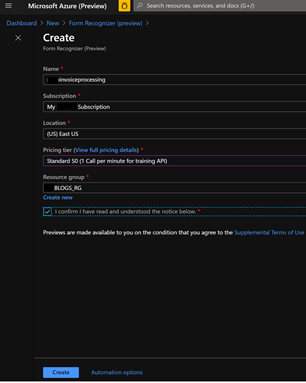 Microsoft Azure (Preview)
Search resources, services, and docs (G+/)
Dashboard > New > Form Recognizer (preview) >
Create
Form Recognizer (Preview)
Name *
invoiceprocessing
Subscription *
My Subscription
Location *
(US) East US
Pricing tier (View full pricing details) *
Standard S0 (1 Call per minute for training API)
Resource group *
BLOGS_RG
Create new
I confirm I have read and understood the notice below. *
Previews are made available to you on the condition that you agree to the Supplemental Terms of Use
Create
Automation options